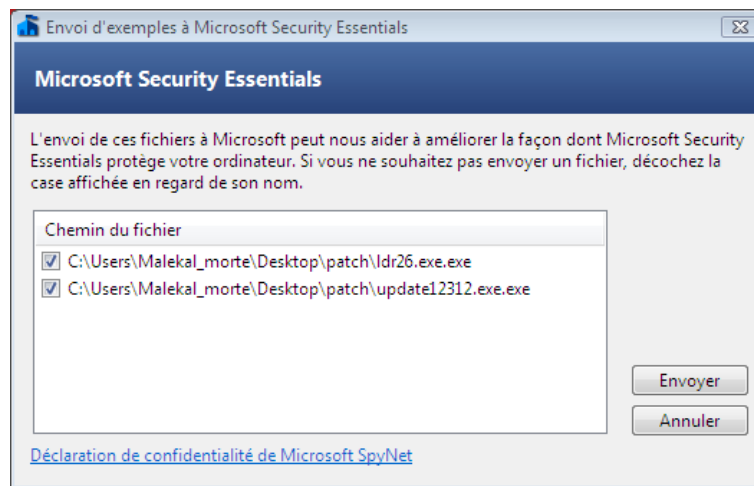 Envoi d'exemples à Microsoft Security Essentials
Microsoft Security Essentials
L'envoi de ces fichiers à Microsoft peut nous aider à améliorer la façon dont Microsoft Security
Essentials protège votre ordinateur. Si vous ne souhaitez pas envoyer un fichier, décochez la
case affichée en regard de son nom.
Chemin du fichier
C:\Users\Malekal_morte\Desktop\patch\ldr26.exe.exe
C:\Users\Malekal_morte\Desktop\patch\update12312.exe.exe
Envoyer
Annuler
Déclaration de confidentialité de Microsoft SpyNet